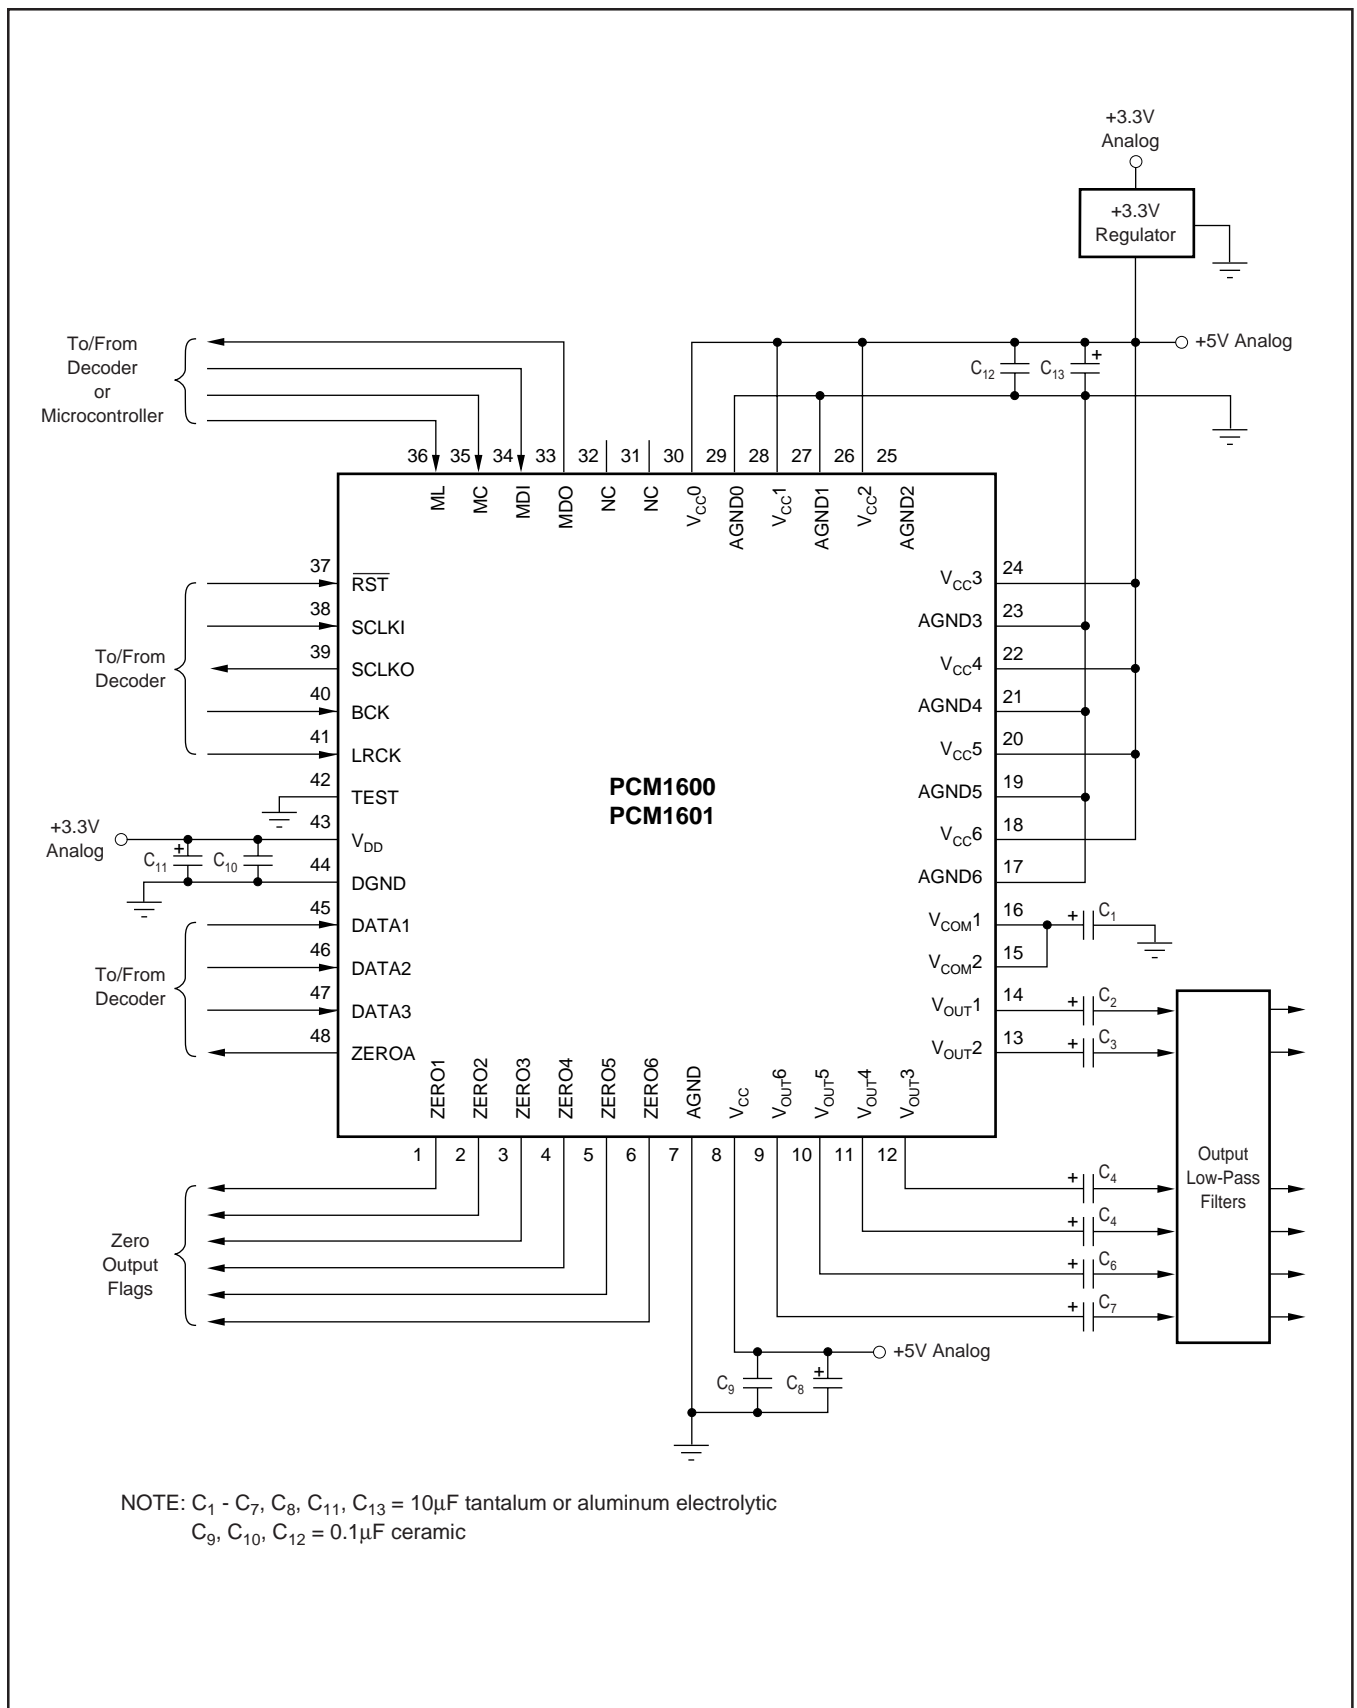 +3.3V
Analog
+3.3V
Regulator
To/From
Decoder
or
Microcontroller
+5V Analog
C12
C13
+
36
35
34
33
32
31
30
29
28
27
26
25
ML
MC
MDI
MDO
NC
NC
VCC0
AGND0
VCC1
AGND1
VCC2
AGND2
To/From
Decoder
37
RST
38
SCLKI
39
SCLKO
40
BCK
41
LRCK
42
TEST
43
VDD
44
DGND
45
DATA1
46
DATA2
47
DATA3
48
ZEROA
+3.3V
Analog
C11
+
C10
To/From
Decoder
PCM1600
PCM1601
VCC3
24
AGND3
23
VCC4
22
AGND4
21
VCC5
20
AGND5
19
VCC6
18
AGND6
17
VCOM1
16
+
C1
VCOM2
15
VOUT1
14
+
C2
VOUT2
13
+
C3
ZERO1
ZERO2
ZERO3
ZERO4
ZERO5
ZERO6
AGND
VCC
VOUT6
VOUT5
VOUT4
VOUT3
1
2
3
4
5
6
7
8
9
10
11
12
+
C4
+
C4
+
C6
+
C7
Output
Low-Pass
Filters
Zero
Output
Flags
+5V Analog
C9
C8
+
NOTE: C1 - C7, C8, C11, C13 = 10µF tantalum or aluminum electrolytic
C9, C10, C12 = 0.1µF ceramic